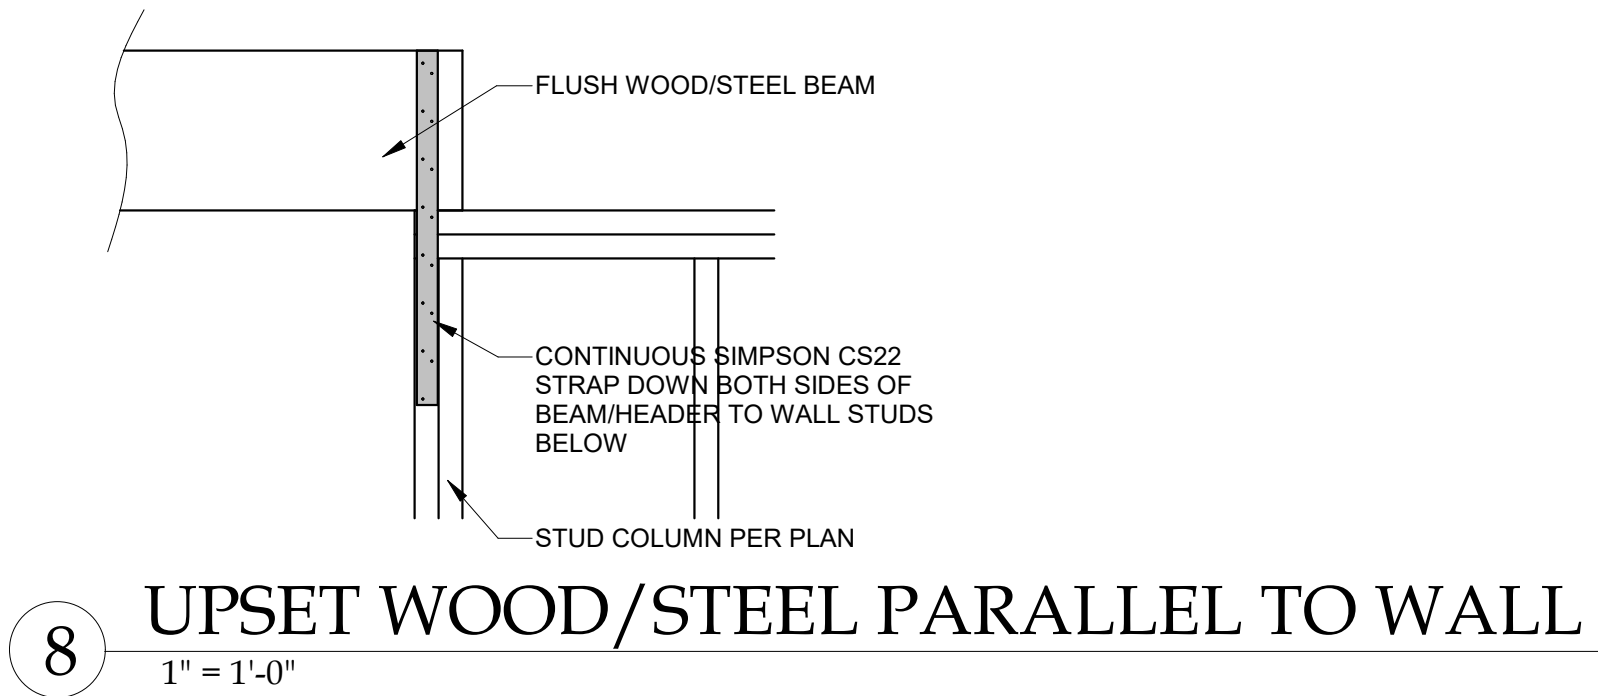 FLUSH WOOD/STEEL BEAM
CONTINUOUS SIMPSON CS22
STRAP DOWN BOTH SIDES OF
BEAM/HEADER TO WALL STUDS
BELOW
STUD COLUMN PER PLAN
8
UPSET WOOD/STEEL PARALLEL TO WALL
1" = 1'-0"